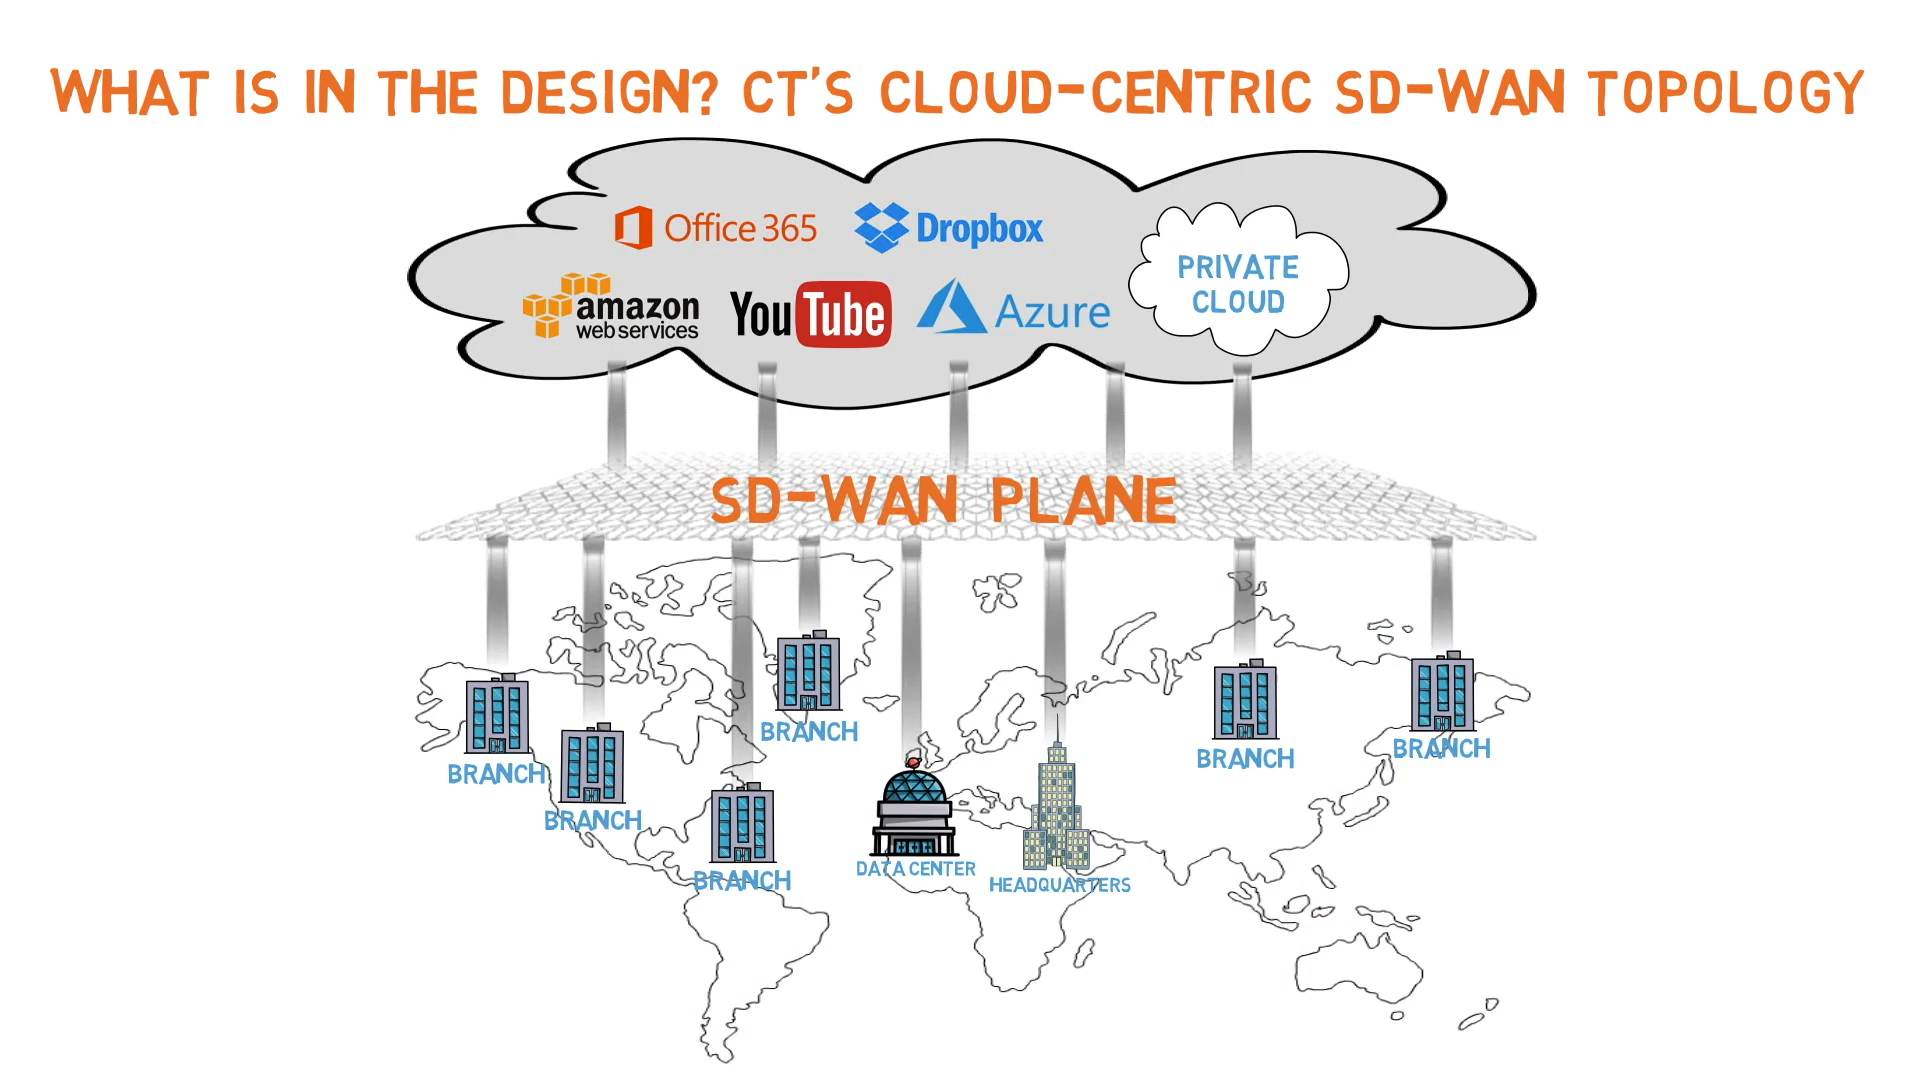 WHAT IS IN THE DESIGN? CT'S CLOUD-CENTRIC SD-WAN TOPOLOGY
Office 365
Dropbox
PRIVATE
CLOUD
amazon
web services
YouTube
Azure
SD-WAN PLANE
BRANCH
BRANCH
BRANCH
BRANCH
DATA CENTER
HEADQUARTERS
BRANCH
BRANCH